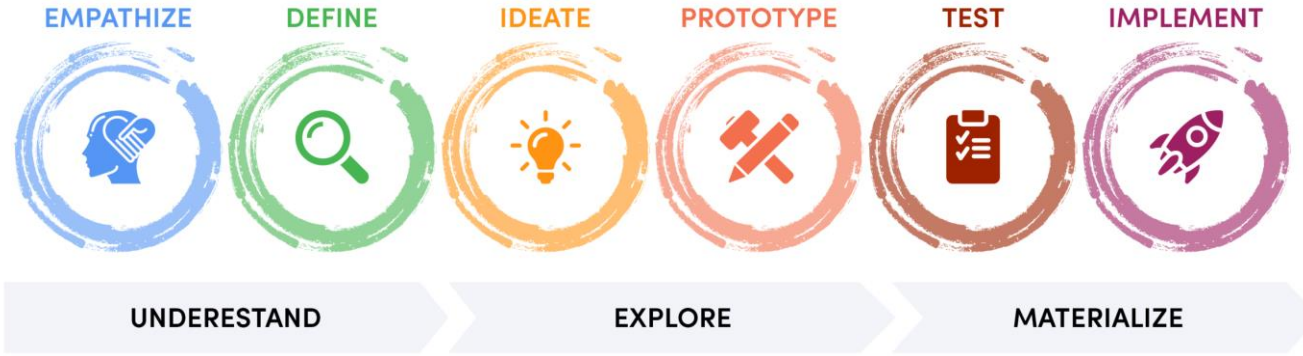 EMPATHIZE DEFINE IDEATE PROTOTYPE TEST IMPLEMENT
UNDERESTAND EXPLORE MATERIALIZE